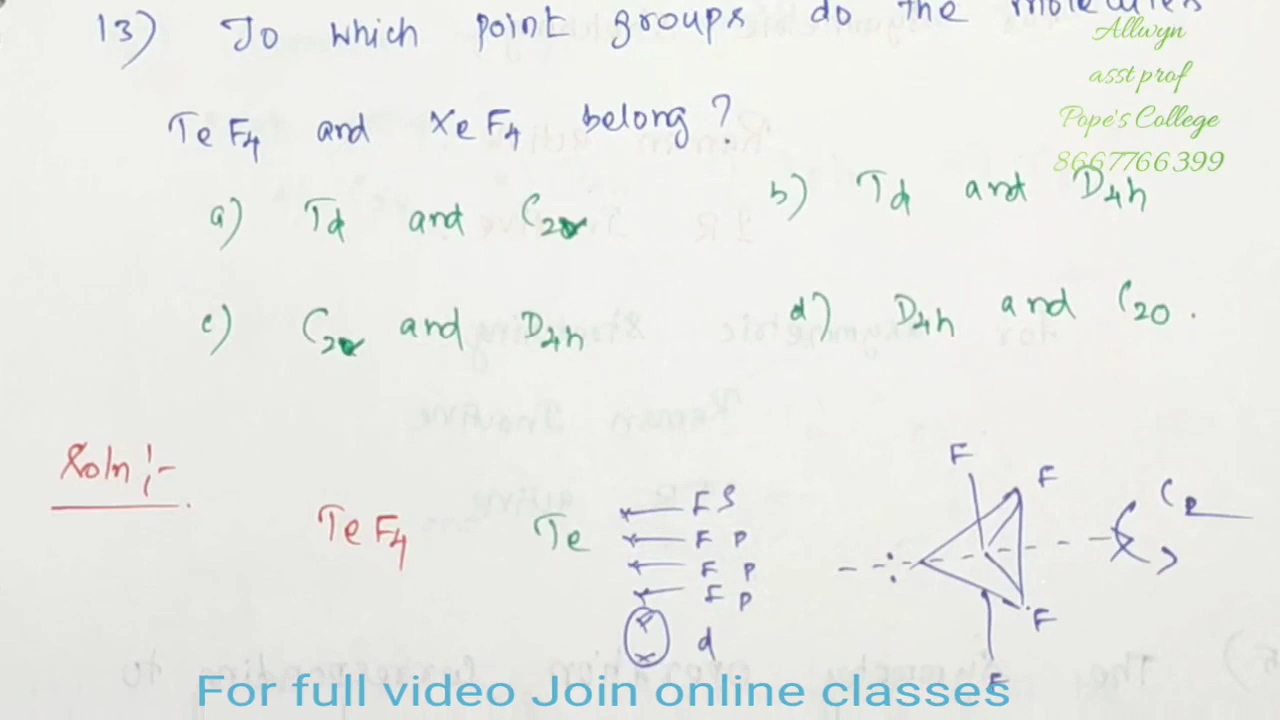 13) To which point groups do the molecules
Allwyn
asst prof
Pope's College
8667766399
TeF4 and XeF4 belong?
a) Td and C2v
b) Td and D4h
c) C2v and D4h
d) D4h and C2v.
Soln :-
TeF4
Te
F S
F P
F P
F P
d
F
F
F
F
C2
For full video Join online classes